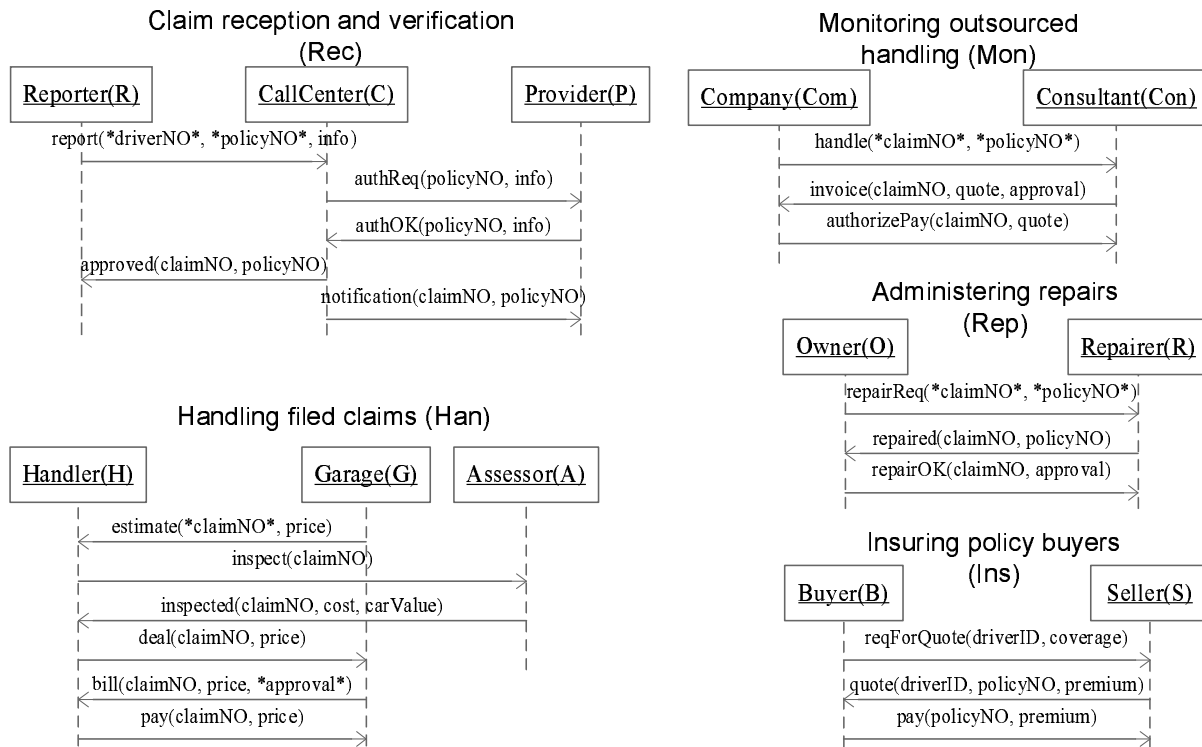 Claim reception and verification
(Rec)
Reporter(R)
CallCenter(C)
Provider(P)
report(*driverNO*, *policyNO*, info)
authReq(policyNO, info)
authOK(policyNO, info)
approved(claimNO, policyNO)
notification(claimNO, policyNO)
Handling filed claims (Han)
Handler(H)
Garage(G)
Assessor(A)
estimate(*claimNO*, price)
inspect(claimNO)
inspected(claimNO, cost, carValue)
deal(claimNO, price)
bill(claimNO, price, *approval*)
pay(claimNO, price)
Monitoring outsourced
handling (Mon)
Company(Com)
Consultant(Con)
handle(*claimNO*, *policyNO*)
invoice(claimNO, quote, approval)
authorizePay(claimNO, quote)
Administering repairs
(Rep)
Owner(O)
Repairer(R)
repairReq(*claimNO*, *policyNO*)
repaired(claimNO, policyNO)
repairOK(claimNO, approval)
Insuring policy buyers
(Ins)
Buyer(B)
Seller(S)
reqForQuote(driverID, coverage)
quote(driverID, policyNO, premium)
pay(policyNO, premium)